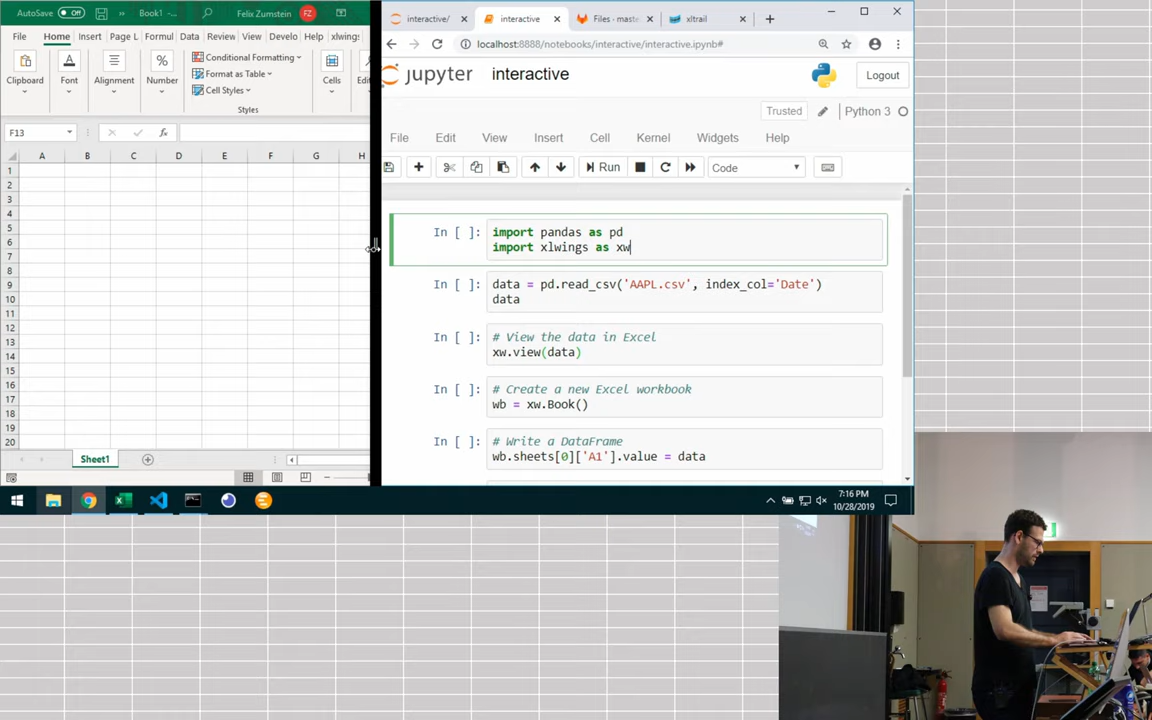 AutoSave Off Book1 -... Felix Zumstein FZ
File Home Insert Page L Formul Data Review View Develo Help xlwings
Clipboard Font Alignment Number Conditional Formatting Format as Table Cell Styles Styles Cells
F13 fx
A B C D E F G H
1
2
3
4
5
6
7
8
9
10
11
12
13
14
15
16
17
18
19
20
Sheet1
interactive/ interactive Files · maste xltrail
localhost:8888/notebooks/interactive/interactive.ipynb#
jupyter interactive Logout
Trusted Python 3
File Edit View Insert Cell Kernel Widgets Help
Run Code
In [ ]: import pandas as pd
import xlwings as xw
In [ ]: data = pd.read_csv('AAPL.csv', index_col='Date')
data
In [ ]: # View the data in Excel
xw.view(data)
In [ ]: # Create a new Excel workbook
wb = xw.Book()
In [ ]: # Write a DataFrame
wb.sheets[0]['A1'].value = data
7:16 PM
10/28/2019